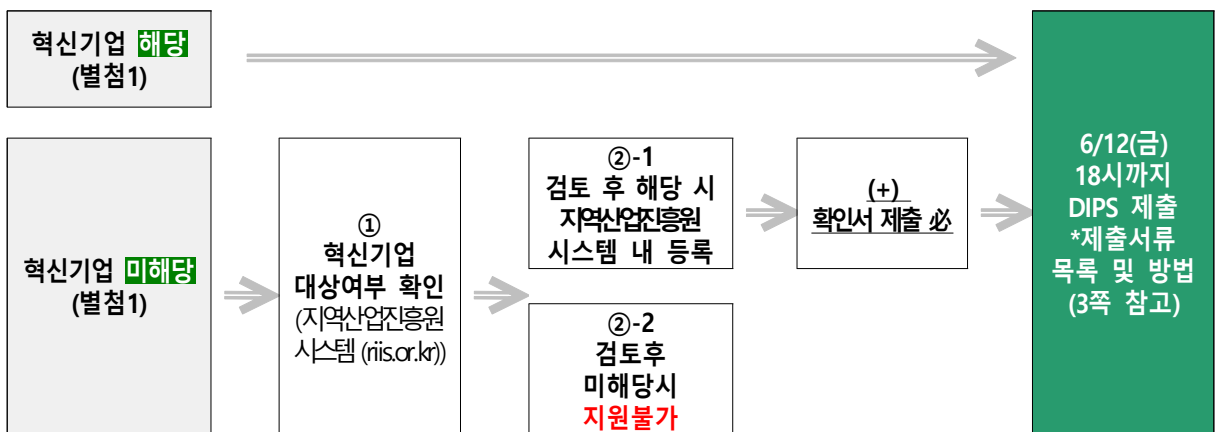 혁신기업 해당
(별첨1)
혁신기업 미해당
(별첨1)
①
혁신기업
대상여부 확인
(지역산업진흥원
시스템 (riis.or.kr))
②-1
검토 후 해당 시
지역산업진흥원
시스템 내 등록
(+)
확인서 제출 必
②-2
검토후
미해당시
지원불가
6/12(금)
18시까지
DIPS 제출
*제출서류
목록 및 방법
(3쪽 참고)